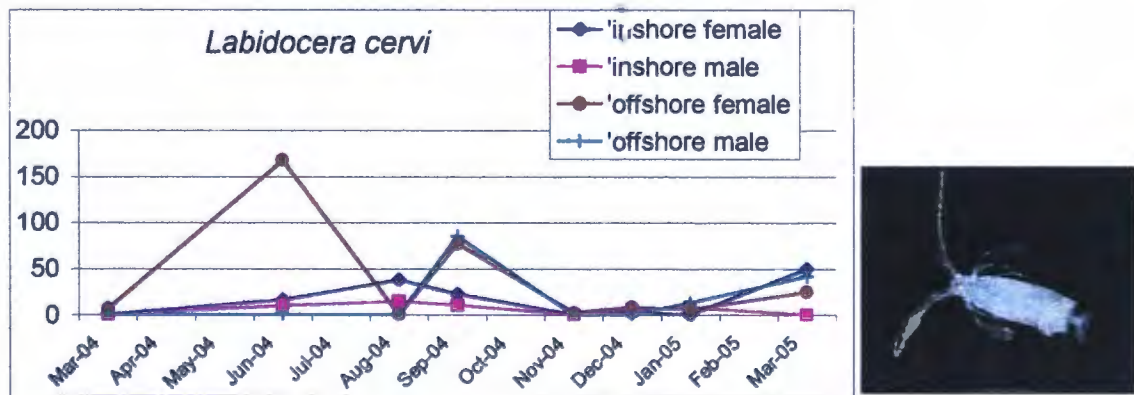 Labidocera cervi
'inshore female
'inshore male
'offshore female
'offshore male
200
150
100
50
0
Mar-04
Apr-04
May-04
Jun-04
Jul-04
Aug-04
Sep-04
Oct-04
Nov-04
Dec-04
Jan-05
Feb-05
Mar-05